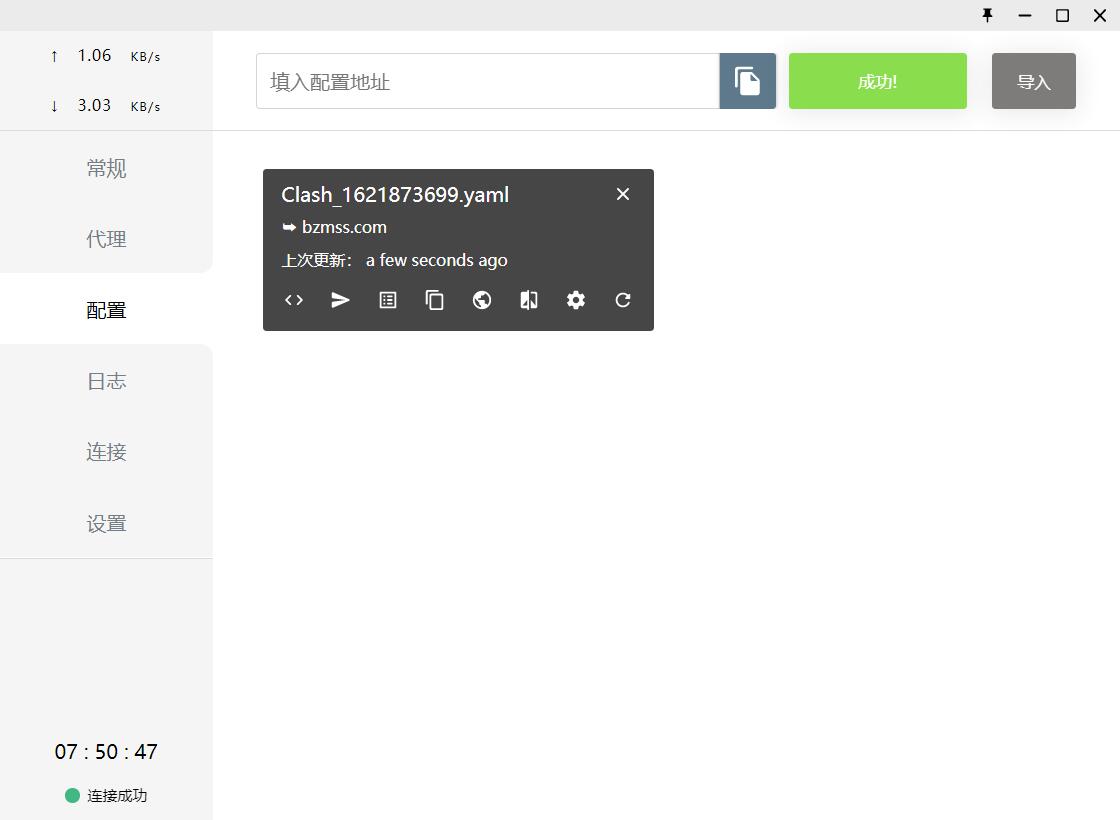 ↑ 1.06 KB/s
↓ 3.03 KB/s
填入配置地址
成功!
导入
常规
代理
配置
日志
连接
设置
Clash_1621873699.yaml
bzmss.com
上次更新： a few seconds ago
07 : 50 : 47
连接成功